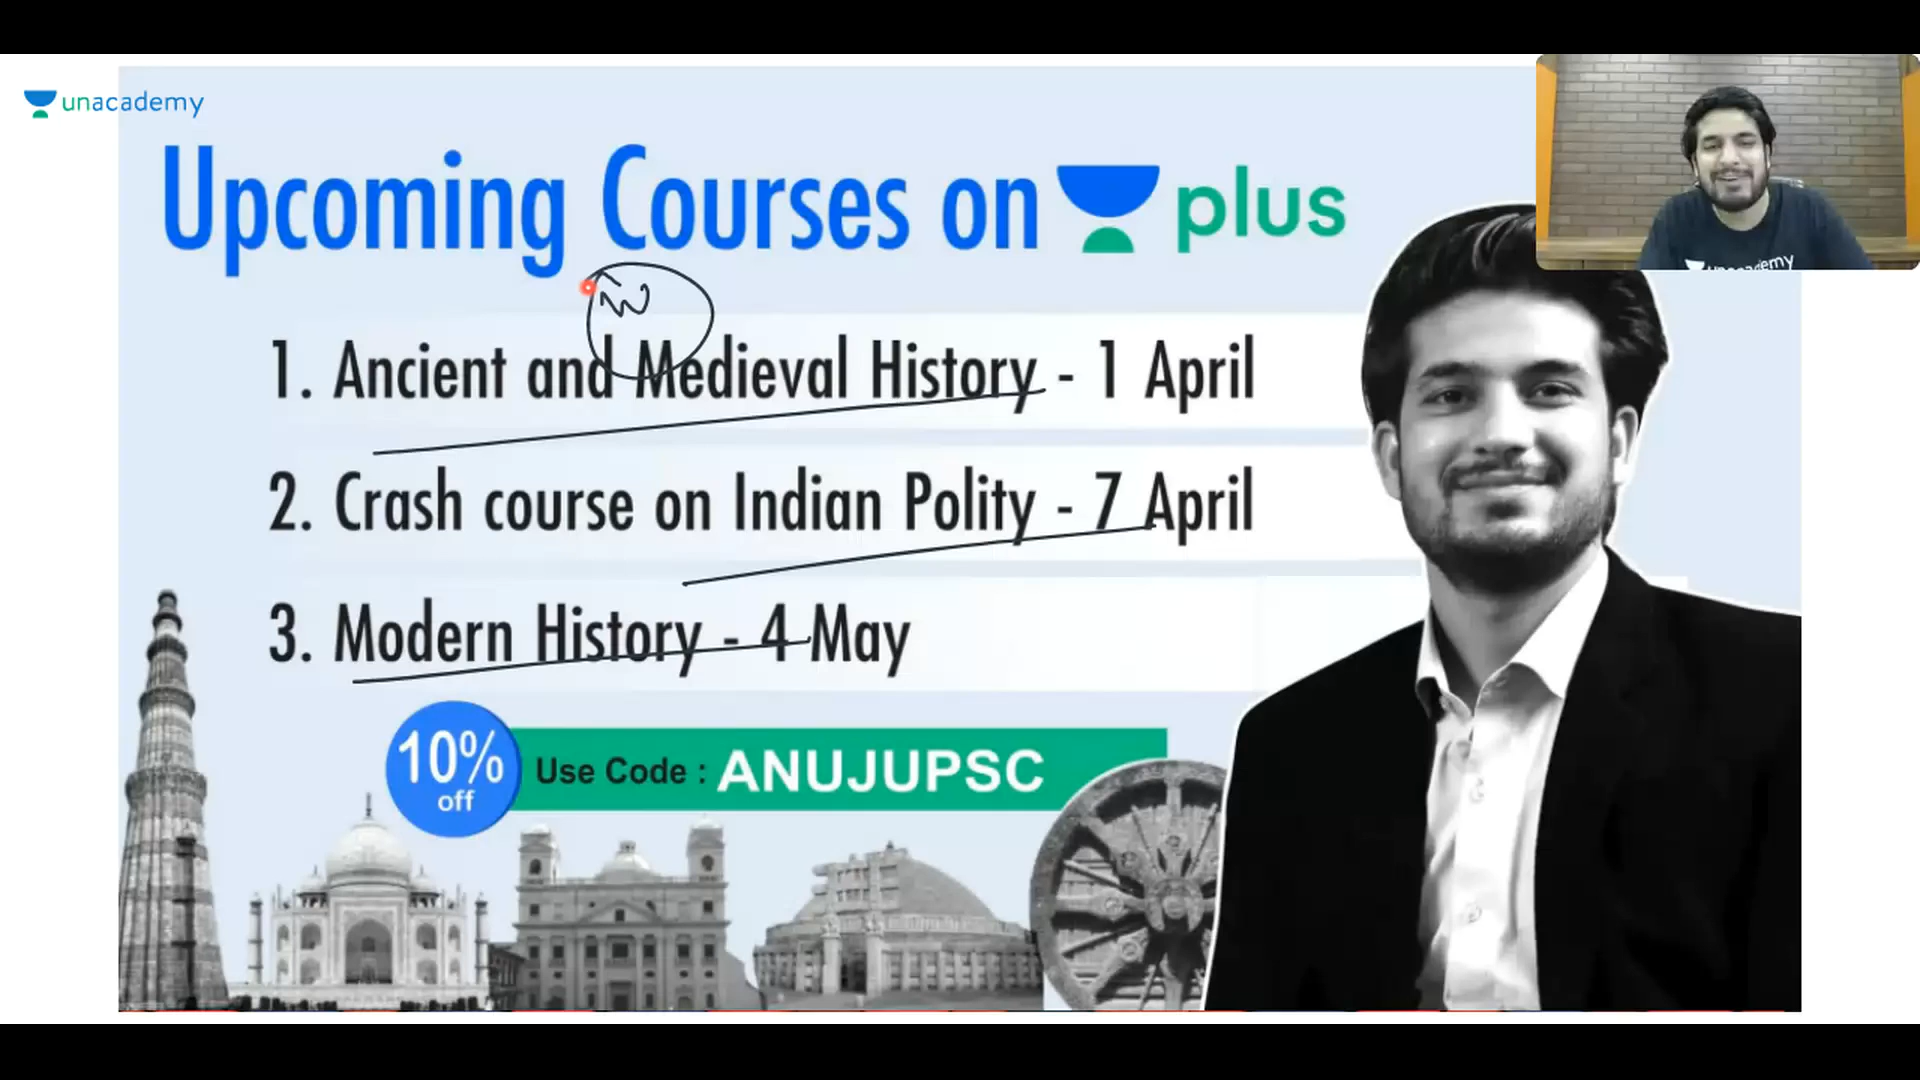 unacademy
Upcoming Courses on plus
1. Ancient and Medieval History - 1 April
2. Crash course on Indian Polity - 7 April
3. Modern History - 4 May
10% off
Use Code : ANUJUPSC